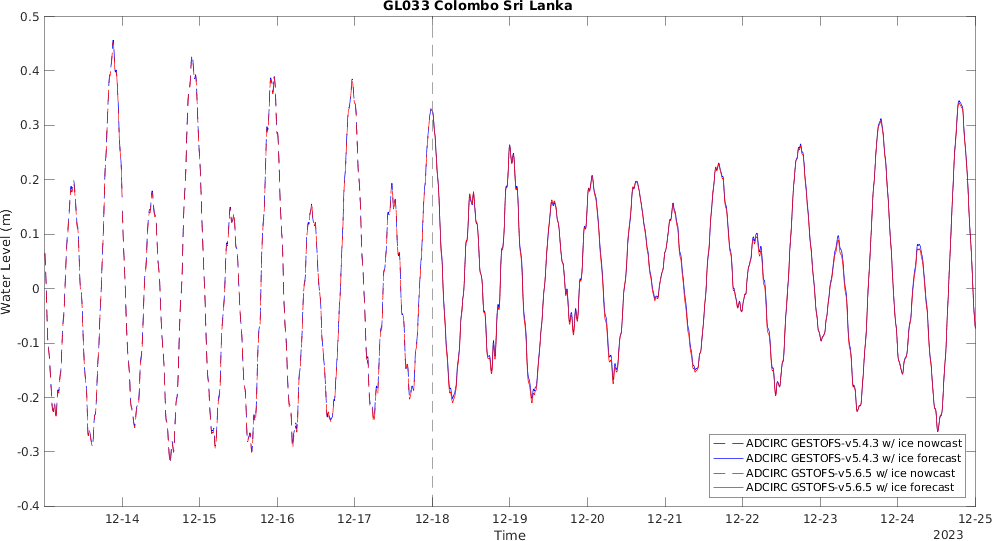 GL033 Colombo Sri Lanka
0.5
0.4
0.3
0.2
0.1
0
-0.1
-0.2
-0.3
-0.4
Water Level (m)
ADCIRC GESTOFS-v5.4.3 w/ ice nowcast
ADCIRC GESTOFS-v5.4.3 w/ ice forecast
ADCIRC GSTOFS-v5.6.5 w/ ice nowcast
ADCIRC GSTOFS-v5.6.5 w/ ice forecast
12-14 12-15 12-16 12-17 12-18 12-19 12-20 12-21 12-22 12-23 12-24 12-25
Time
2023